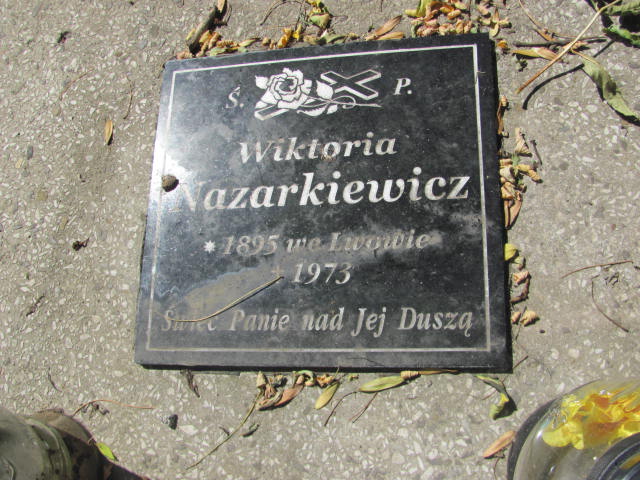 Ś. P.
Wiktoria
Nazarkiewicz
* 1895 we Lwowie
† 1973
Świeć Panie nad Jej Duszą